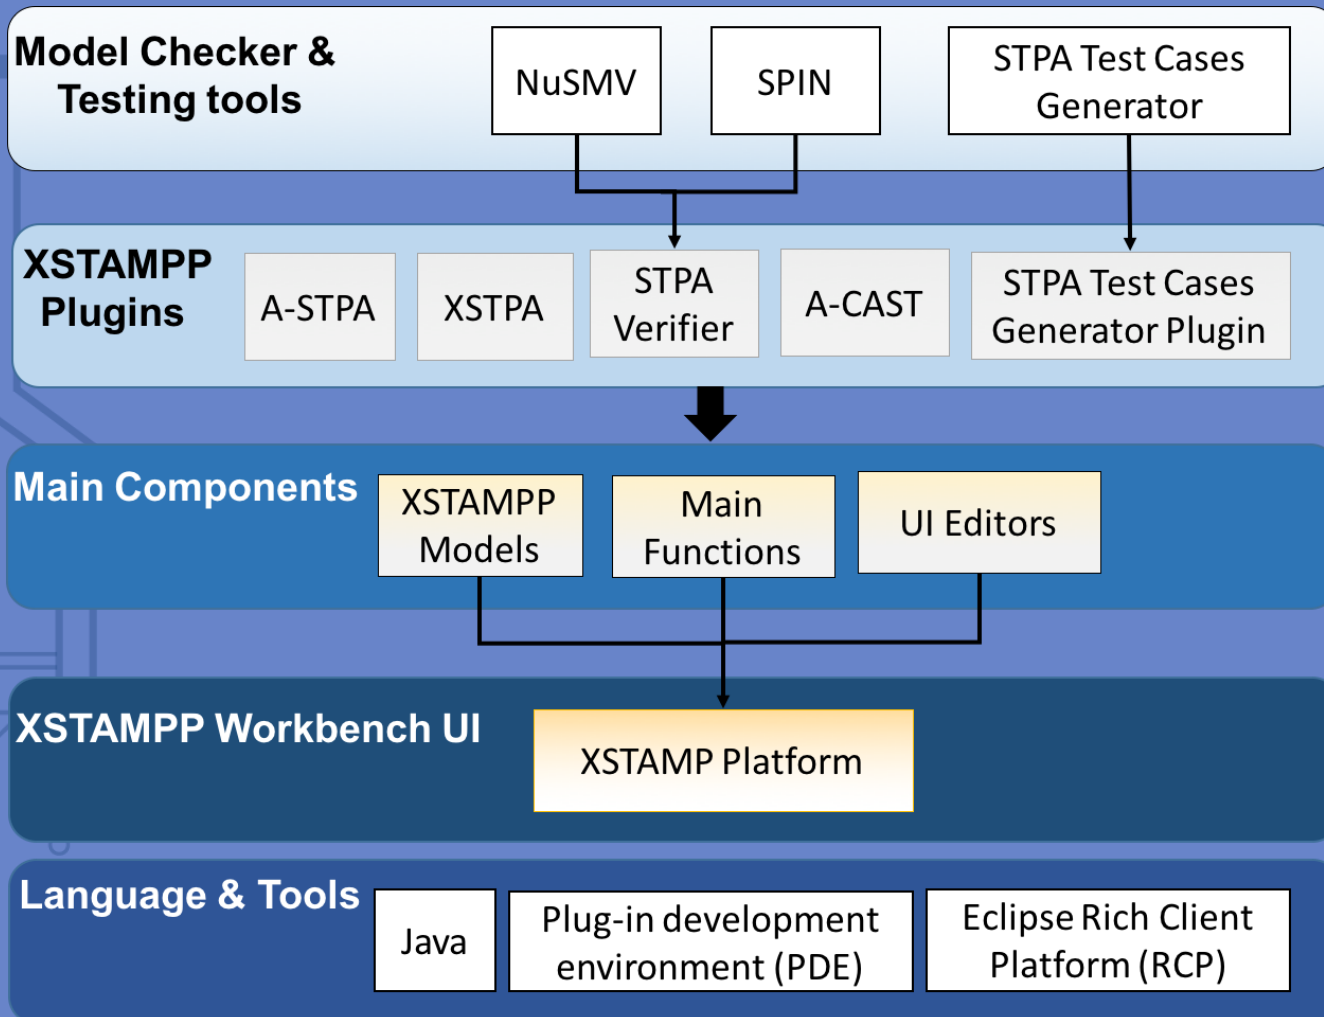 Model Checker &
Testing tools
NuSMV
SPIN
STPA Test Cases
Generator
XSTAMPP
Plugins
A-STPA
XSTPA
STPA
Verifier
A-CAST
STPA Test Cases
Generator Plugin
Main Components
XSTAMPP
Models
Main
Functions
UI Editors
XSTAMPP Workbench UI
XSTAMP Platform
Language & Tools
Java
Plug-in development
environment (PDE)
Eclipse Rich Client
Platform (RCP)